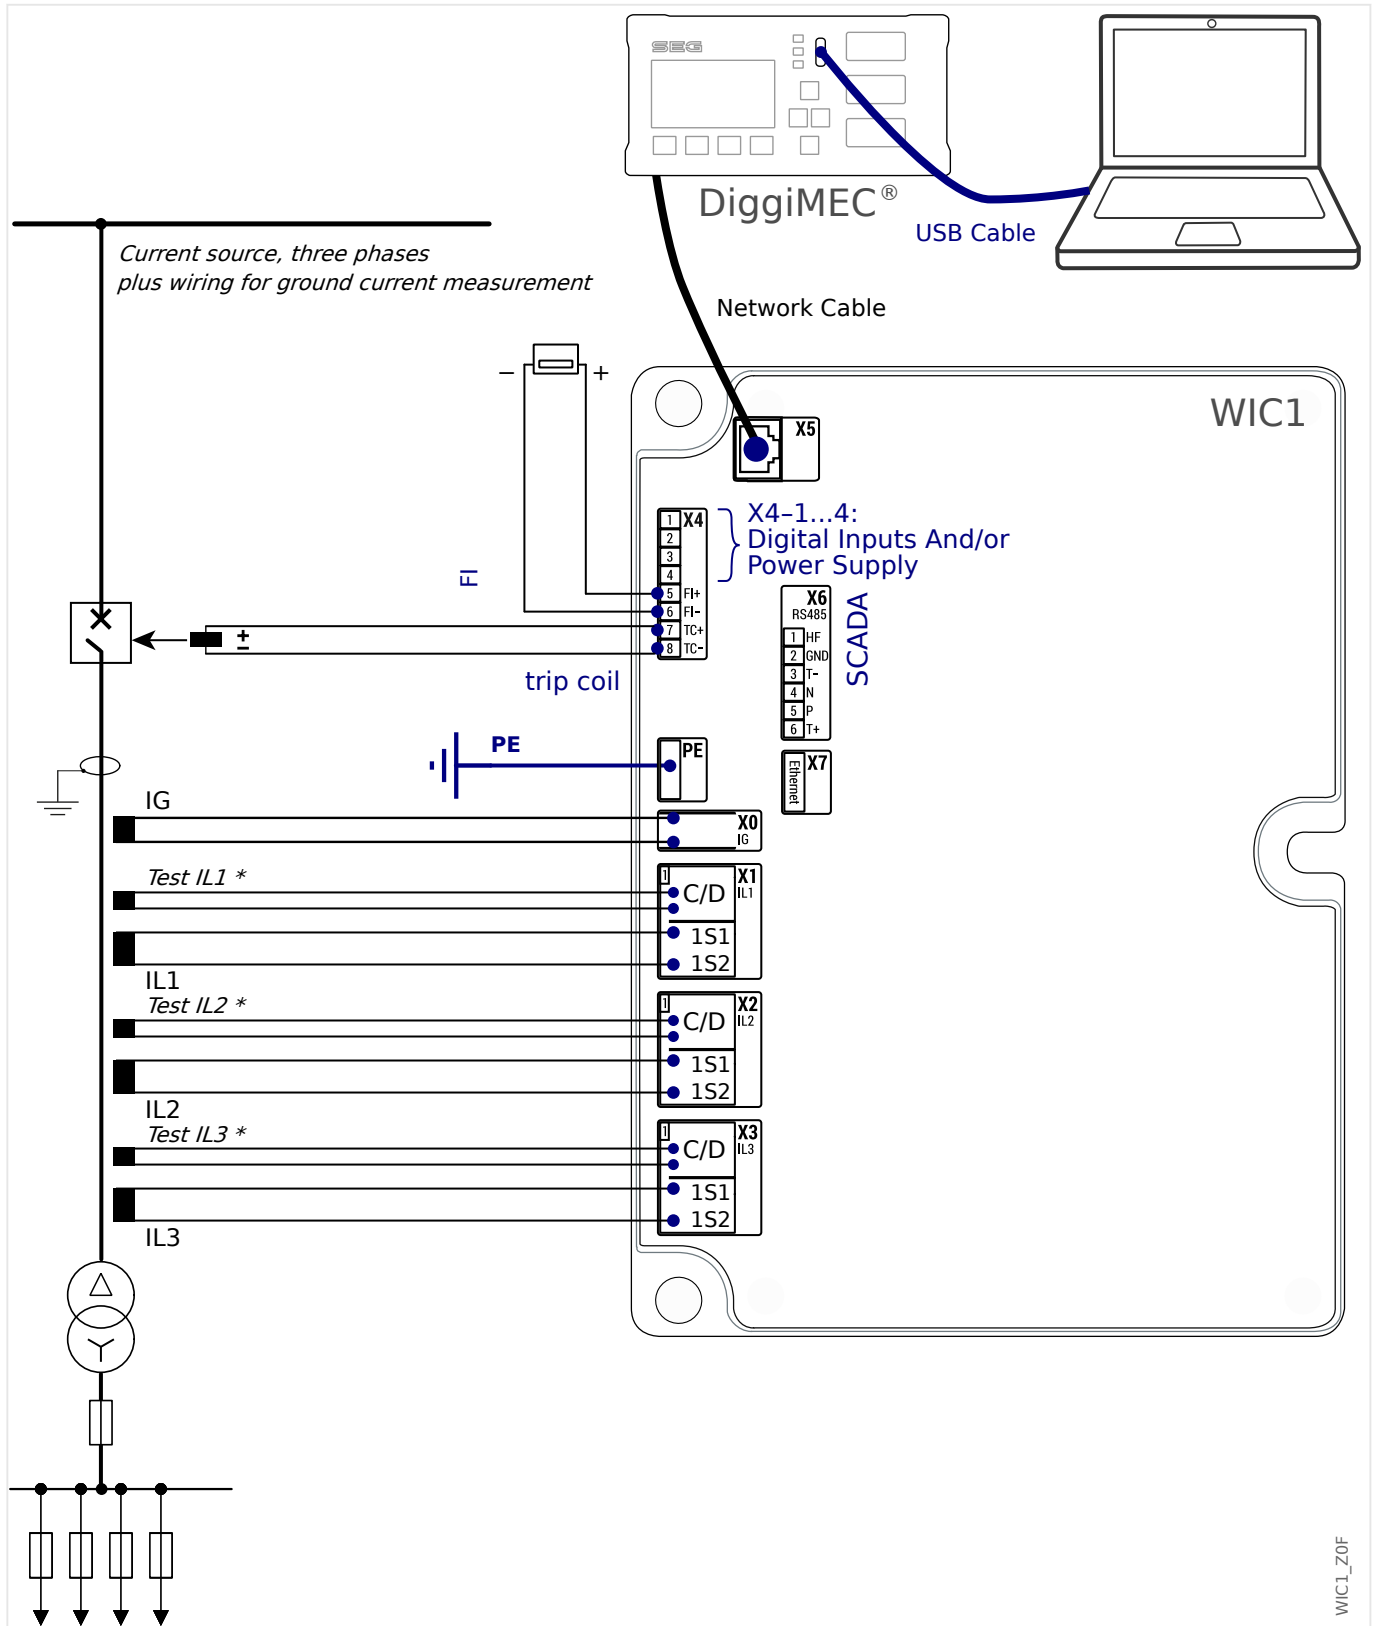 SEG
DiggiMEC®
USB Cable
Current source, three phases
plus wiring for ground current measurement
Network Cable
− +
WIC1
X5
X4
1
2
3
4
5 FI+
6 FI−
7 TC+
8 TC−
X4–1...4:
Digital Inputs And/or
Power Supply
FI
±
trip coil
X6
RS485
1 HF
2 GND
3 T−
4 N
5 P
6 T+
SCADA
PE
PE
X7
Ethernet
IG
X0
IG
Test IL1 *
1
C/D
X1
IL1
1S1
1S2
IL1
Test IL2 *
1
C/D
X2
IL2
1S1
1S2
IL2
Test IL3 *
1
C/D
X3
IL3
1S1
1S2
IL3
WIC1_Z0F